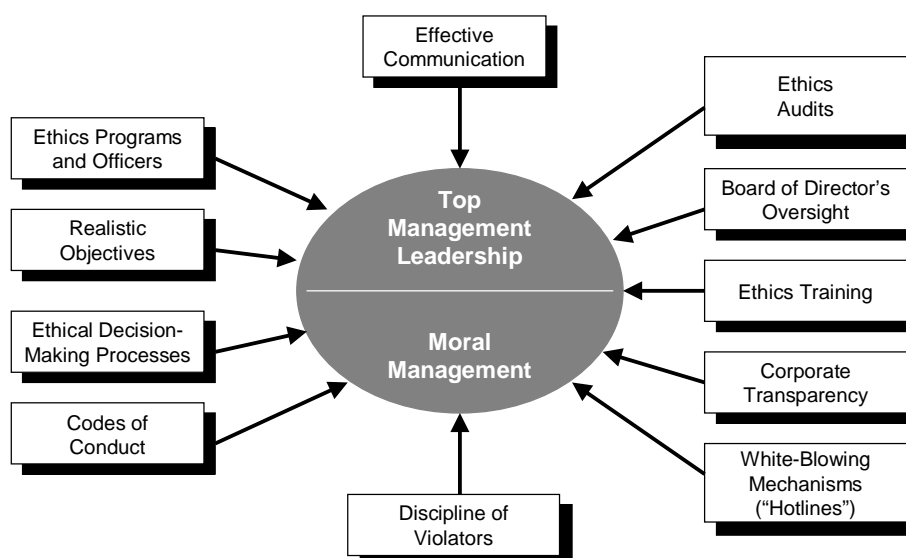 Effective
Communication
Ethics
Audits
Ethics Programs
and Officers
Board of Director’s
Oversight
Top
Management
Leadership
Realistic
Objectives
Ethics Training
Ethical Decision-
Making Processes
Moral
Management
Corporate
Transparency
Codes of
Conduct
White-Blowing
Mechanisms
(“Hotlines”)
Discipline of
Violators